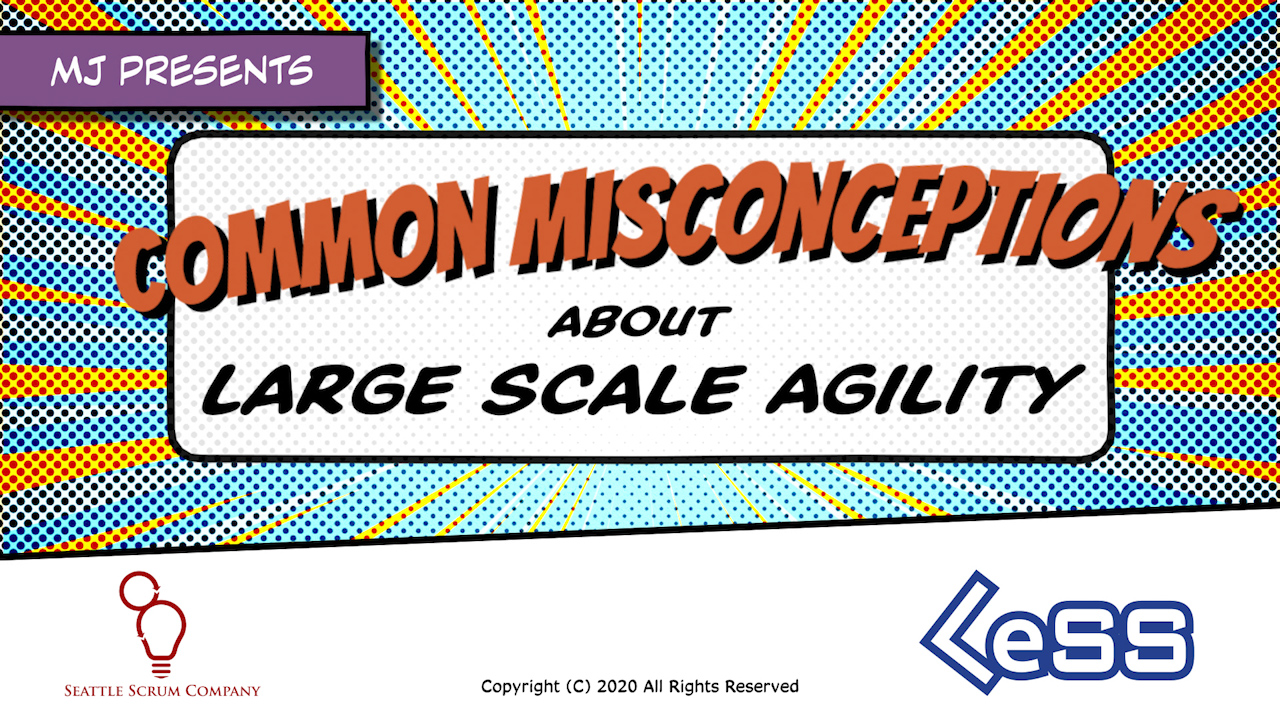 MJ PRESENTS
COMMON MISCONCEPTIONS
ABOUT
LARGE SCALE AGILITY
SEATTLE SCRUM COMPANY
Copyright (C) 2020 All Rights Reserved
LeSS